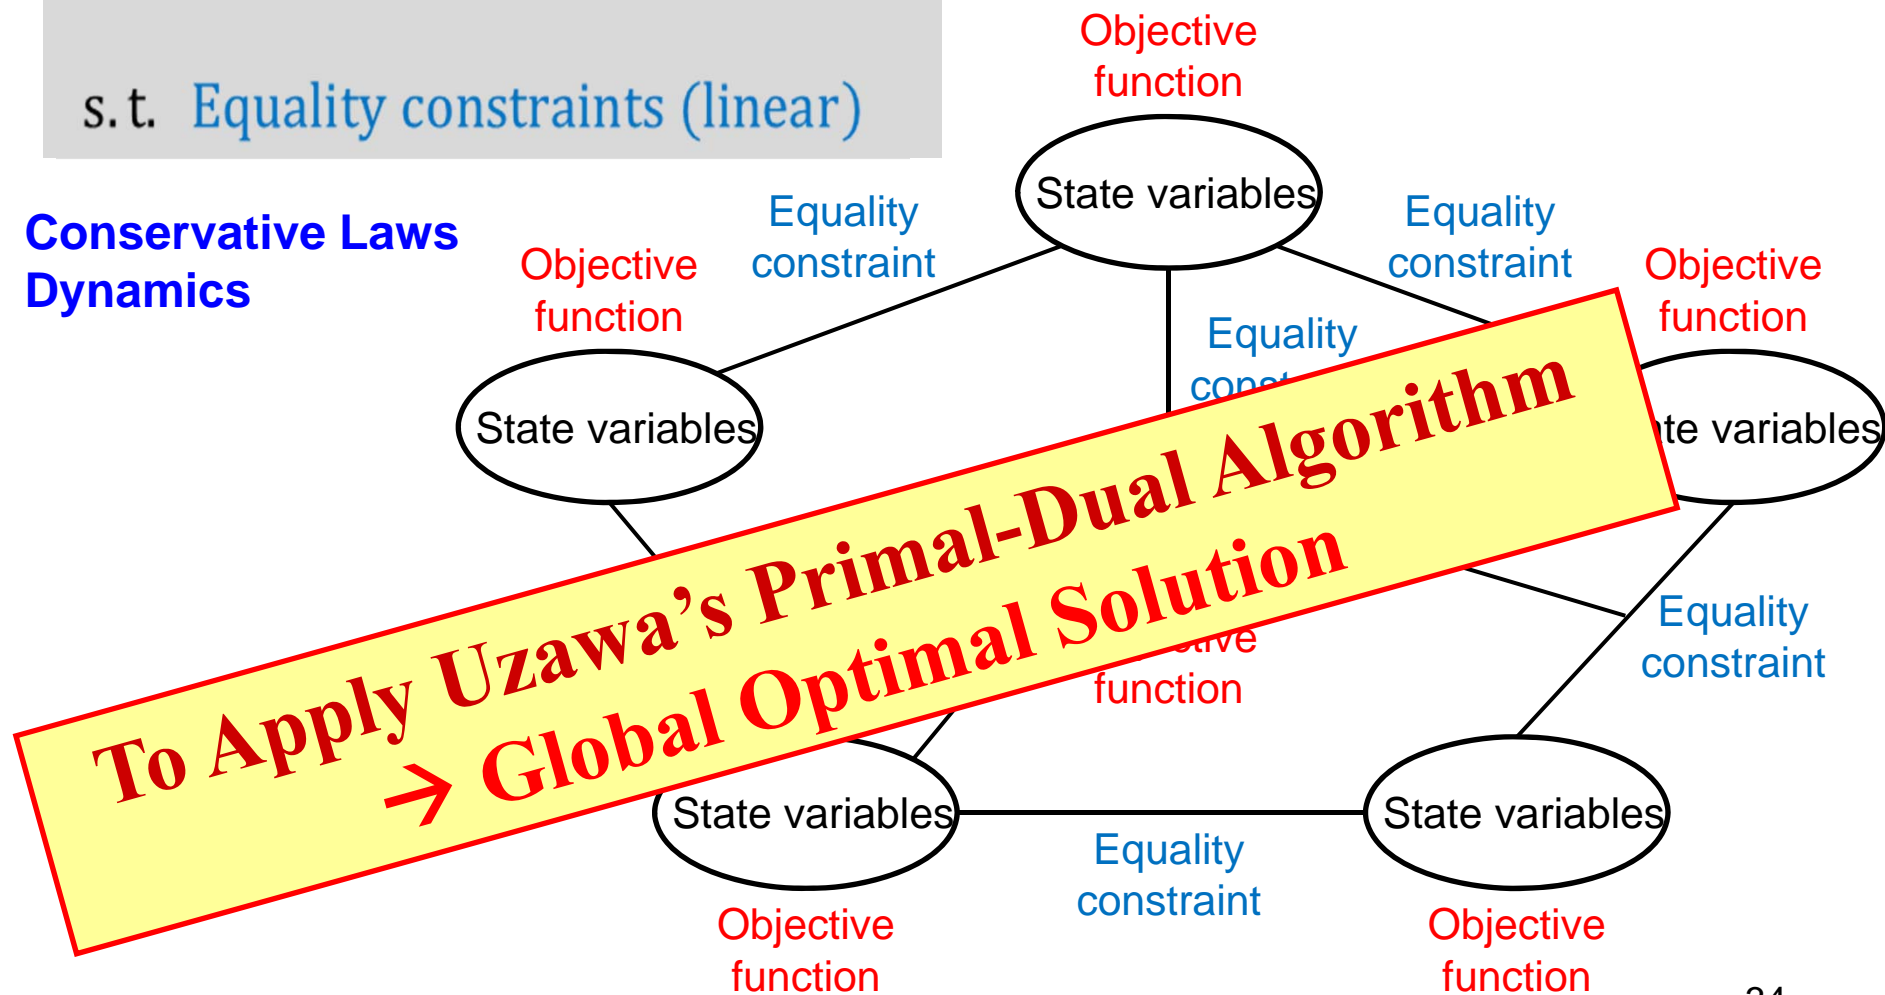 s. t. Equality constraints (linear)
Conservative Laws
Dynamics
Objective
function
State variables
Equality
constraint
Equality
constraint
Objective
function
Objective
function
Equality
State variables
variables
To Apply Uzawa’s Primal-Dual Algorithm
→ Global Optimal Solution
function
Equality
constraint
State variables
State variables
Equality
constraint
Objective
function
Objective
function